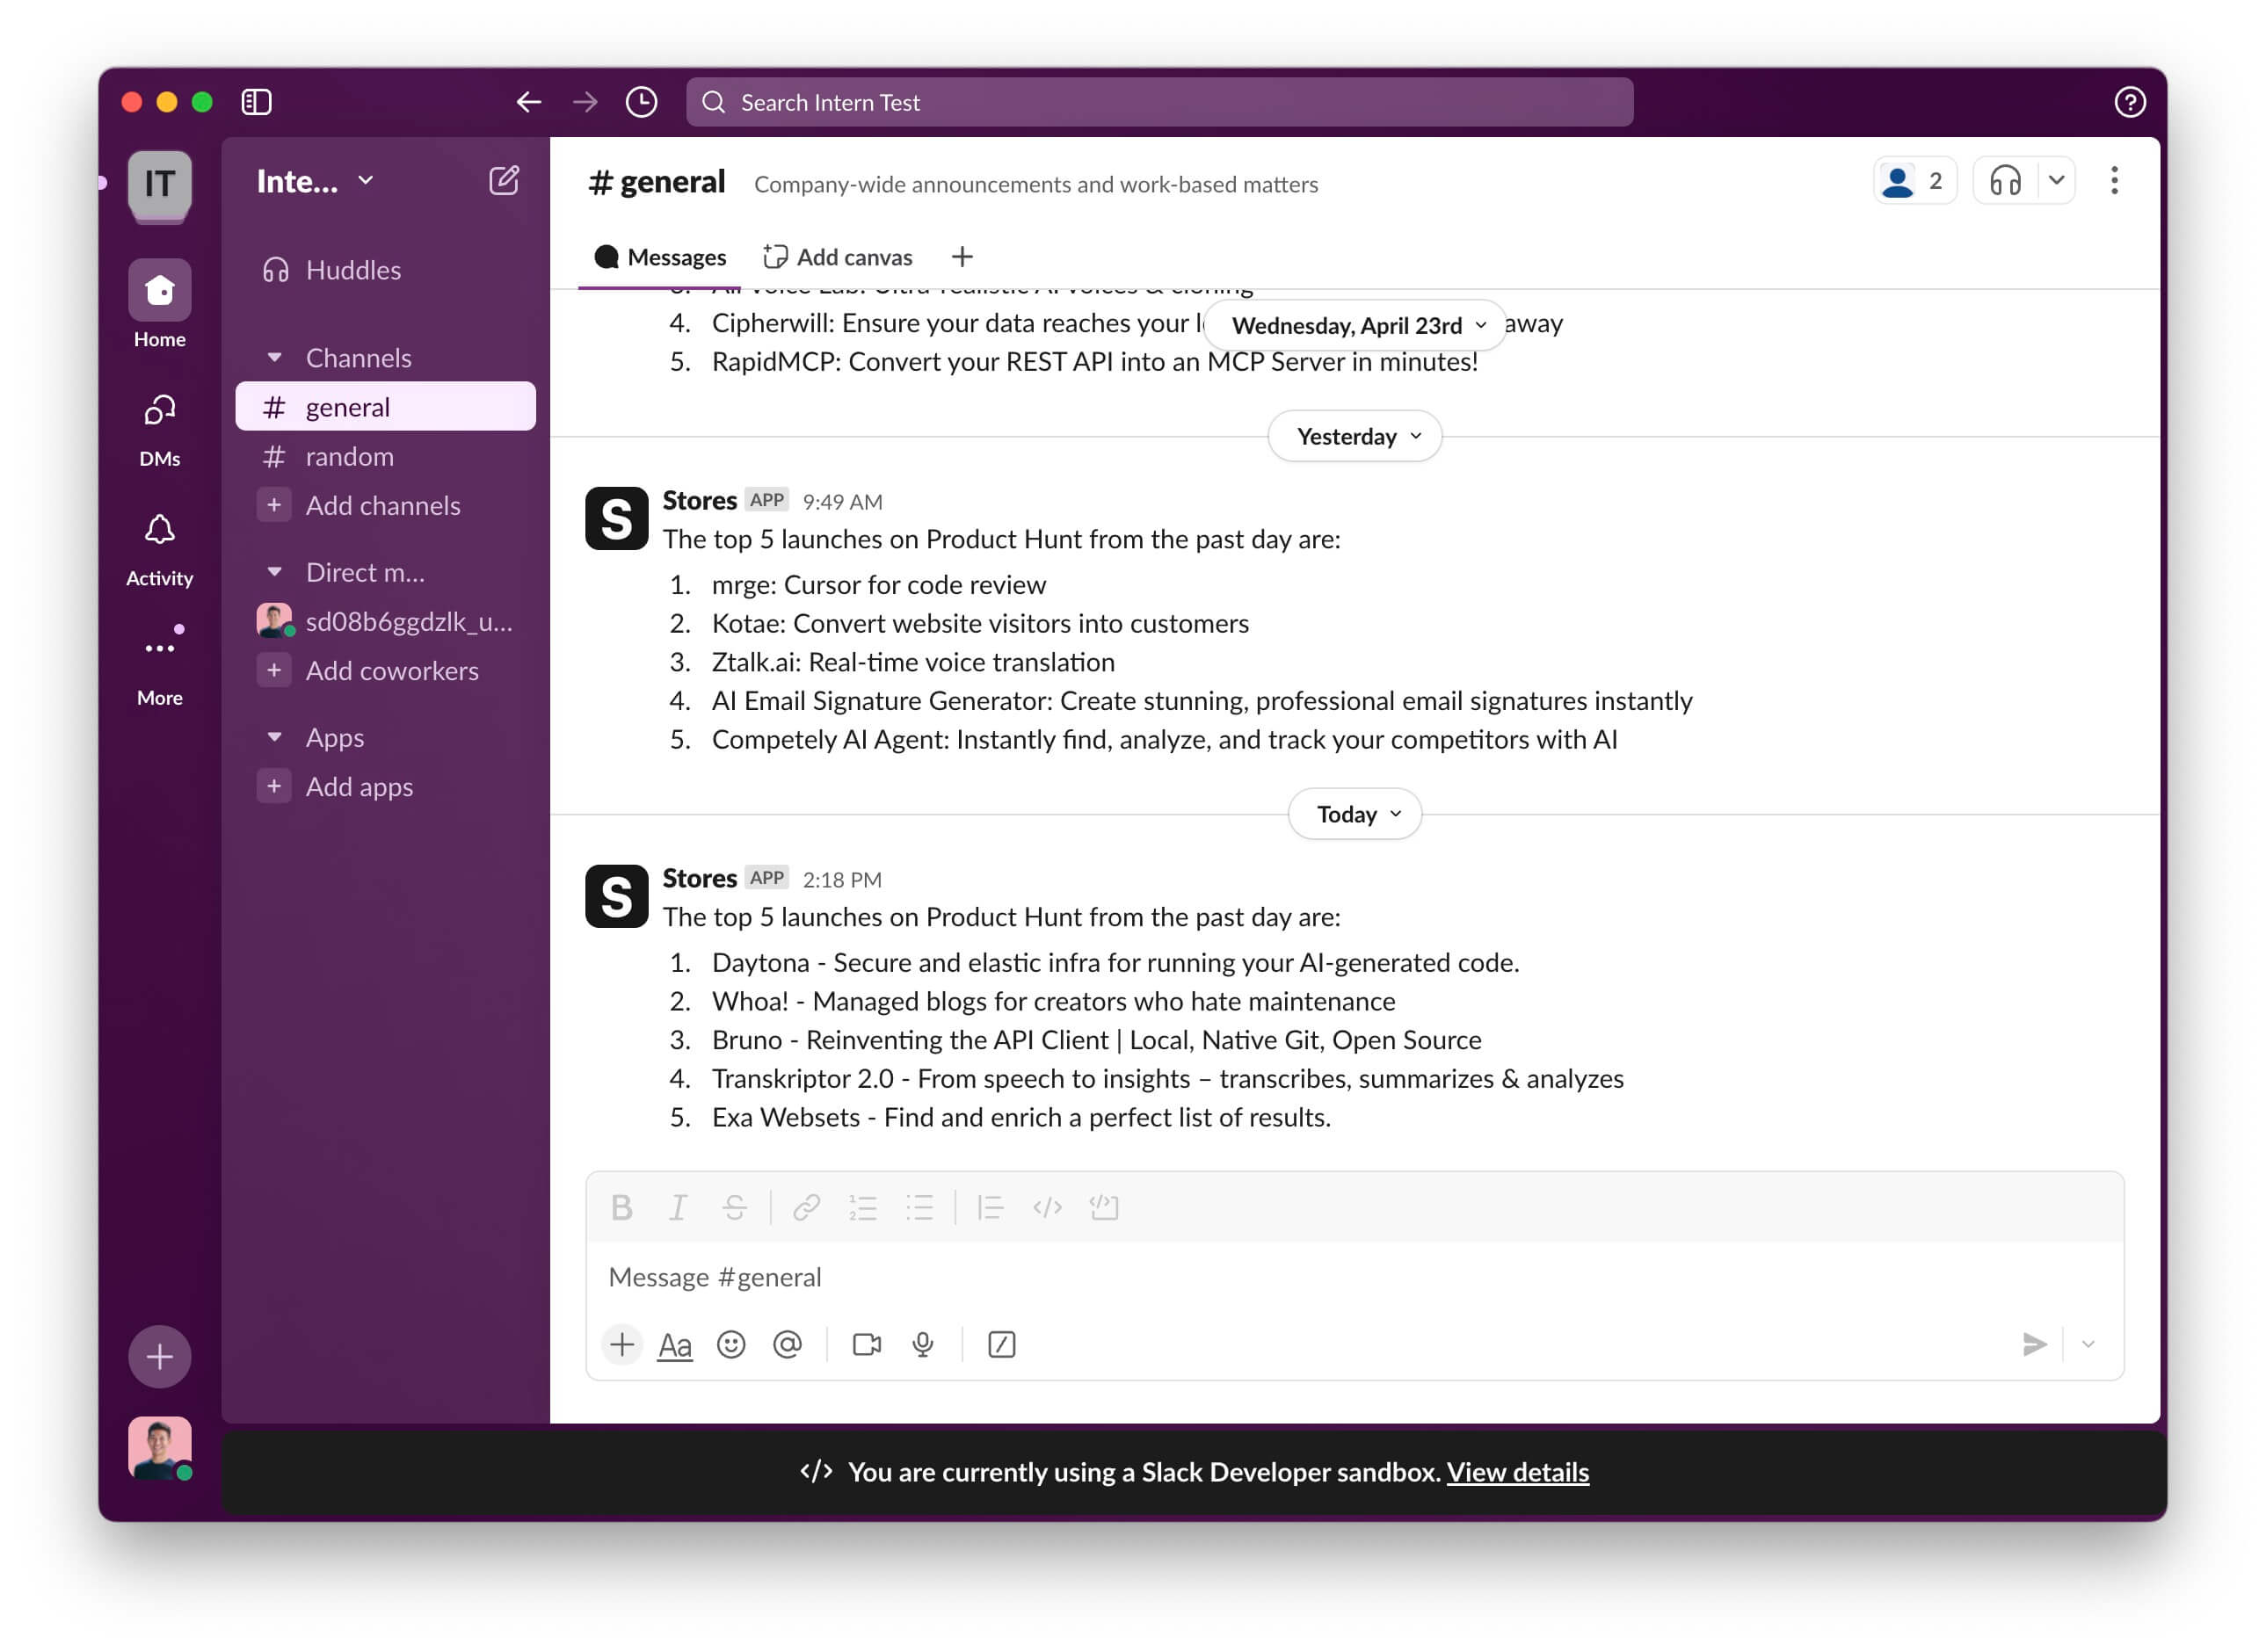 Search Intern Test
IT
Home
DMs
Activity
More
Inte...
Huddles
Channels
# general
# random
+ Add channels
Direct m...
sd08b6ggdzlk_u...
+ Add coworkers
Apps
+ Add apps
# general Company-wide announcements and work-based matters
2
Messages
Add canvas
Wednesday, April 23rd
4. Cipherwill: Ensure your data reaches your away
5. RapidMCP: Convert your REST API into an MCP Server in minutes!
Yesterday
S
Stores APP 9:49 AM
The top 5 launches on Product Hunt from the past day are:
1. mrge: Cursor for code review
2. Kotae: Convert website visitors into customers
3. Ztalk.ai: Real-time voice translation
4. AI Email Signature Generator: Create stunning, professional email signatures instantly
5. Competely AI Agent: Instantly find, analyze, and track your competitors with AI
Today
S
Stores APP 2:18 PM
The top 5 launches on Product Hunt from the past day are:
1. Daytona - Secure and elastic infra for running your AI-generated code.
2. Whoa! - Managed blogs for creators who hate maintenance
3. Bruno - Reinventing the API Client | Local, Native Git, Open Source
4. Transkriptor 2.0 - From speech to insights – transcribes, summarizes & analyzes
5. Exa Websets - Find and enrich a perfect list of results.
B I S
Message #general
Aa
</> You are currently using a Slack Developer sandbox. View details